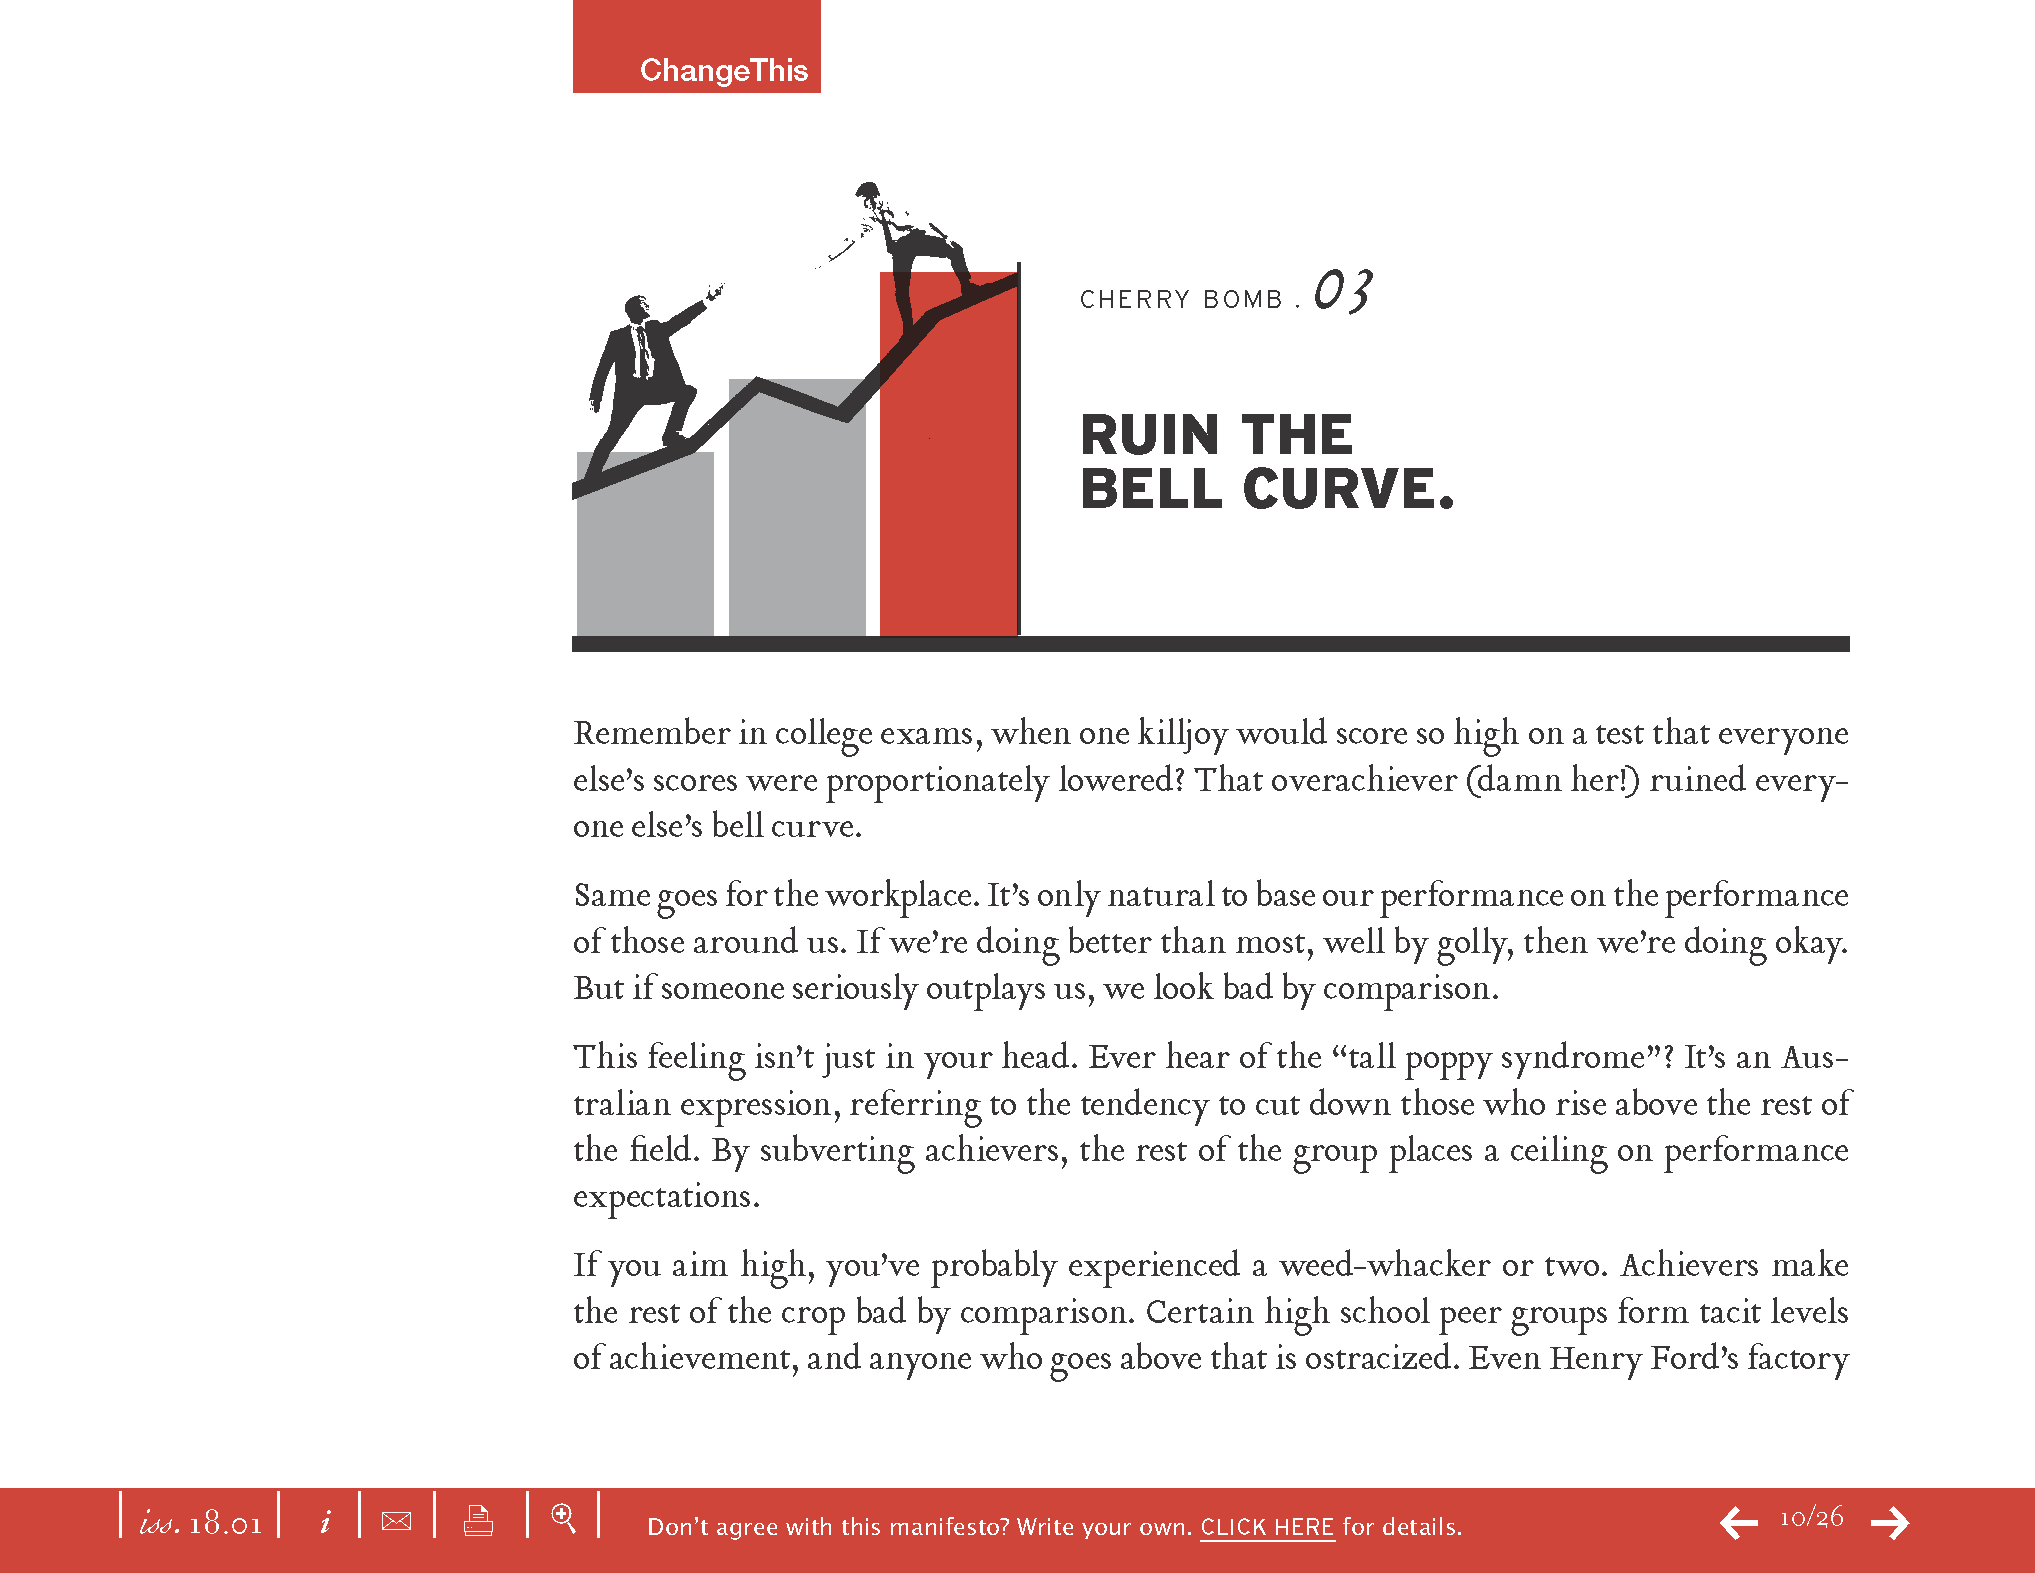 ChangeThis
CHERRY BOMB . 03
RUIN THE
BELL CURVE.
Remember in college exams, when one killjoy would score so high on a test that everyone
else’s scores were proportionately lowered? That overachiever (damn her!) ruined every-
one else’s bell curve.
Same goes for the workplace. It’s only natural to base our performance on the performance
of those around us. If we’re doing better than most, well by golly, then we’re doing okay.
But if someone seriously outplays us, we look bad by comparison.
This feeling isn’t just in your head. Ever hear of the “tall poppy syndrome”? It’s an Aus-
tralian expression, referring to the tendency to cut down those who rise above the rest of
the field. By subverting achievers, the rest of the group places a ceiling on performance
expectations.
If you aim high, you’ve probably experienced a weed-whacker or two. Achievers make
the rest of the crop bad by comparison. Certain high school peer groups form tacit levels
of achievement, and anyone who goes above that is ostracized. Even Henry Ford’s factory
iss. 18.01
i
Don’t agree with this manifesto? Write your own. CLICK HERE for details.
10/26